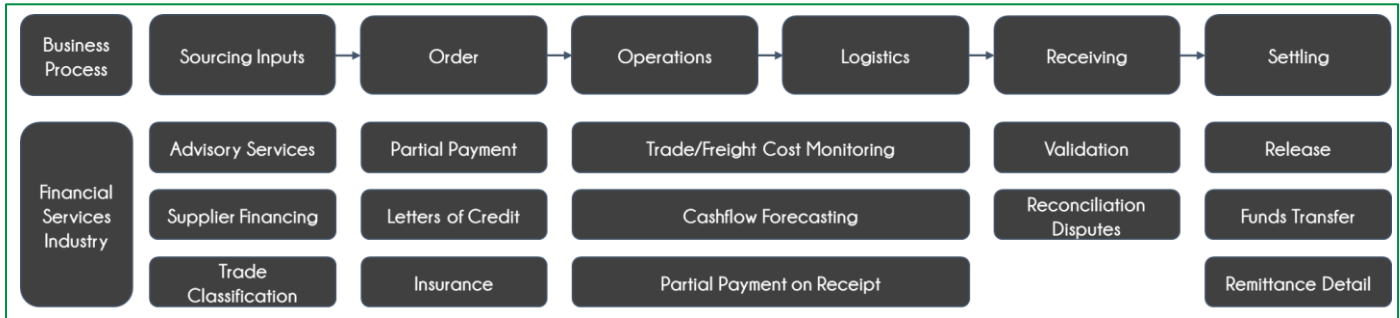 Business
Process
Sourcing Inputs
Order
Operations
Logistics
Receiving
Settling
Financial
Services
Industry
Advisory Services
Partial Payment
Trade/Freight Cost Monitoring
Validation
Release
Supplier Financing
Letters of Credit
Cashflow Forecasting
Reconciliation
Disputes
Funds Transfer
Trade
Classification
Insurance
Partial Payment on Receipt
Remittance Detail